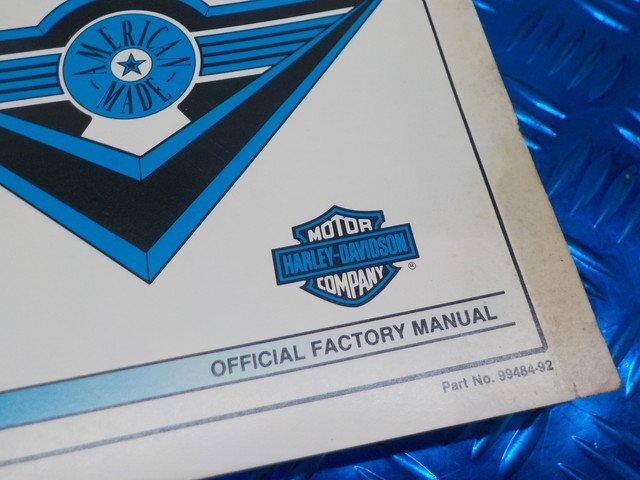 AMERICAN
MADE
MOTOR
HARLEY-DAVIDSON
COMPANY
®
OFFICIAL FACTORY MANUAL
Part No. 99484-92